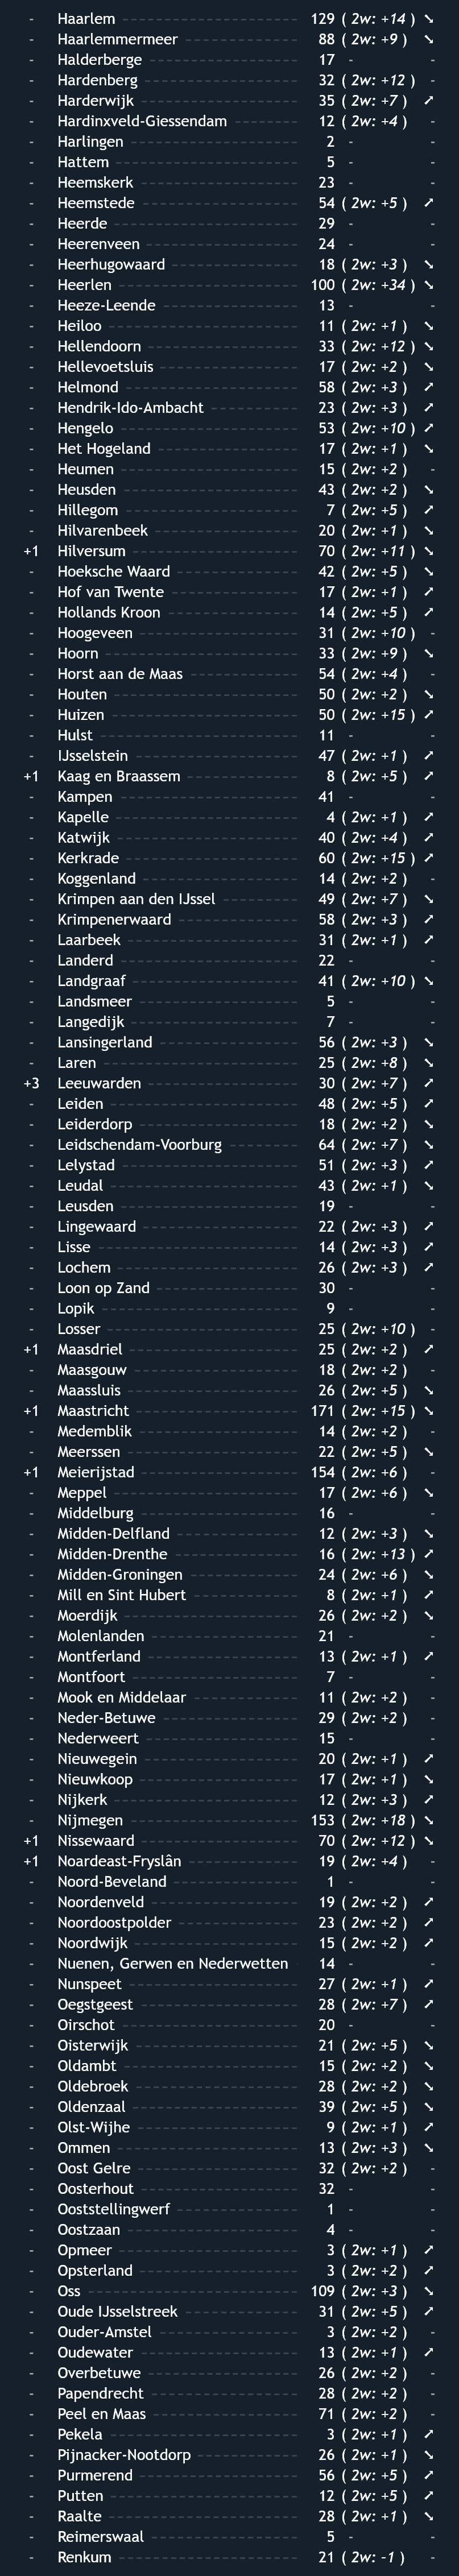 - Haarlem 129 ( 2w: +14 ) ➘
- Haarlemmermeer 88 ( 2w: +9 ) ➘
- Halderberge 17 - -
- Hardenberg 32 ( 2w: +12 ) -
- Harderwijk 35 ( 2w: +7 ) ➚
- Hardinxveld-Giessendam 12 ( 2w: +4 ) -
- Harlingen 2 - -
- Hattem 5 - -
- Heemskerk 23 - -
- Heemstede 54 ( 2w: +5 ) ➚
- Heerde 29 - -
- Heerenveen 24 - -
- Heerhugowaard 18 ( 2w: +3 ) ➘
- Heerlen 100 ( 2w: +34 ) ➘
- Heeze-Leende 13 - -
- Heiloo 11 ( 2w: +1 ) ➘
- Hellendoorn 33 ( 2w: +12 ) ➘
- Hellevoetsluis 17 ( 2w: +2 ) ➘
- Helmond 58 ( 2w: +3 ) ➚
- Hendrik-Ido-Ambacht 23 ( 2w: +3 ) ➚
- Hengelo 53 ( 2w: +10 ) ➚
- Het Hogeland 17 ( 2w: +1 ) ➘
- Heumen 15 ( 2w: +2 ) -
- Heusden 43 ( 2w: +2 ) ➘
- Hillegom 7 ( 2w: +5 ) ➚
- Hilvarenbeek 20 ( 2w: +1 ) ➘
+1 Hilversum 70 ( 2w: +11 ) ➘
- Hoeksche Waard 42 ( 2w: +5 ) ➘
- Hof van Twente 17 ( 2w: +1 ) ➚
- Hollands Kroon 14 ( 2w: +5 ) ➚
- Hoogeveen 31 ( 2w: +10 ) -
- Hoorn 33 ( 2w: +9 ) ➘
- Horst aan de Maas 54 ( 2w: +4 ) -
- Houten 50 ( 2w: +2 ) ➘
- Huizen 50 ( 2w: +15 ) ➚
- Hulst 11 - -
- IJsselstein 47 ( 2w: +1 ) ➚
+1 Kaag en Braassem 8 ( 2w: +5 ) ➚
- Kampen 41 - -
- Kapelle 4 ( 2w: +1 ) ➚
- Katwijk 40 ( 2w: +4 ) ➚
- Kerkrade 60 ( 2w: +15 ) ➚
- Koggenland 14 ( 2w: +2 ) -
- Krimpen aan den IJssel 49 ( 2w: +7 ) ➘
- Krimpenerwaard 58 ( 2w: +3 ) ➚
- Laarbeek 31 ( 2w: +1 ) ➚
- Landerd 22 - -
- Landgraaf 41 ( 2w: +10 ) ➘
- Landsmeer 5 - -
- Langedijk 7 - -
- Lansingerland 56 ( 2w: +3 ) ➘
- Laren 25 ( 2w: +8 ) ➘
+3 Leeuwarden 30 ( 2w: +7 ) ➚
- Leiden 48 ( 2w: +5 ) ➚
- Leiderdorp 18 ( 2w: +2 ) ➘
- Leidschendam-Voorburg 64 ( 2w: +7 ) ➘
- Lelystad 51 ( 2w: +3 ) ➚
- Leudal 43 ( 2w: +1 ) ➘
- Leusden 19 - -
- Lingewaard 22 ( 2w: +3 ) ➚
- Lisse 14 ( 2w: +3 ) ➚
- Lochem 26 ( 2w: +3 ) ➚
- Loon op Zand 30 - -
- Lopik 9 - -
- Losser 25 ( 2w: +10 ) -
+1 Maasdriel 25 ( 2w: +2 ) ➚
- Maasgouw 18 ( 2w: +2 ) -
- Maassluis 26 ( 2w: +5 ) ➘
+1 Maastricht 171 ( 2w: +15 ) ➘
- Medemblik 14 ( 2w: +2 ) -
- Meerssen 22 ( 2w: +5 ) ➘
+1 Meierijstad 154 ( 2w: +6 ) -
- Meppel 17 ( 2w: +6 ) ➘
- Middelburg 16 - -
- Midden-Delfland 12 ( 2w: +3 ) ➘
- Midden-Drenthe 16 ( 2w: +13 ) ➚
- Midden-Groningen 24 ( 2w: +6 ) ➘
- Mill en Sint Hubert 8 ( 2w: +1 ) ➚
- Moerdijk 26 ( 2w: +2 ) ➘
- Molenlanden 21 - -
- Montferland 13 ( 2w: +1 ) ➚
- Montfoort 7 - -
- Mook en Middelaar 11 ( 2w: +2 ) -
- Neder-Betuwe 29 ( 2w: +2 ) -
- Nederweert 15 - -
- Nieuwegein 20 ( 2w: +1 ) ➚
- Nieuwkoop 17 ( 2w: +1 ) ➘
- Nijkerk 12 ( 2w: +3 ) ➚
- Nijmegen 153 ( 2w: +18 ) ➘
+1 Nissewaard 70 ( 2w: +12 ) ➘
+1 Noardeast-Fryslân 19 ( 2w: +4 ) -
- Noord-Beveland 1 - -
- Noordenveld 19 ( 2w: +2 ) ➚
- Noordoostpolder 23 ( 2w: +2 ) ➚
- Noordwijk 15 ( 2w: +2 ) ➚
- Nuenen, Gerwen en Nederwetten 14 - -
- Nunspeet 27 ( 2w: +1 ) ➚
- Oegstgeest 28 ( 2w: +7 ) ➚
- Oirschot 20 - -
- Oisterwijk 21 ( 2w: +5 ) ➘
- Oldambt 15 ( 2w: +2 ) ➘
- Oldebroek 28 ( 2w: +2 ) ➘
- Oldenzaal 39 ( 2w: +5 ) ➘
- Olst-Wijhe 9 ( 2w: +1 ) ➚
- Ommen 13 ( 2w: +3 ) ➘
- Oost Gelre 32 ( 2w: +2 ) -
- Oosterhout 32 - -
- Ooststellingwerf 1 - -
- Oostzaan 4 - -
- Opmeer 3 ( 2w: +1 ) ➚
- Opsterland 3 ( 2w: +2 ) ➚
- Oss 109 ( 2w: +3 ) ➘
- Oude IJsselstreek 31 ( 2w: +5 ) ➚
- Ouder-Amstel 3 ( 2w: +2 ) -
- Oudewater 13 ( 2w: +1 ) ➚
- Overbetuwe 26 ( 2w: +2 ) -
- Papendrecht 28 ( 2w: +2 ) -
- Peel en Maas 71 ( 2w: +2 ) -
- Pekela 3 ( 2w: +1 ) ➚
- Pijnacker-Nootdorp 26 ( 2w: +1 ) ➘
- Purmerend 56 ( 2w: +5 ) ➚
- Putten 12 ( 2w: +5 ) ➚
- Raalte 28 ( 2w: +1 ) ➘
- Reimerswaal 5 - -
- Renkum 21 ( 2w: -1 ) -